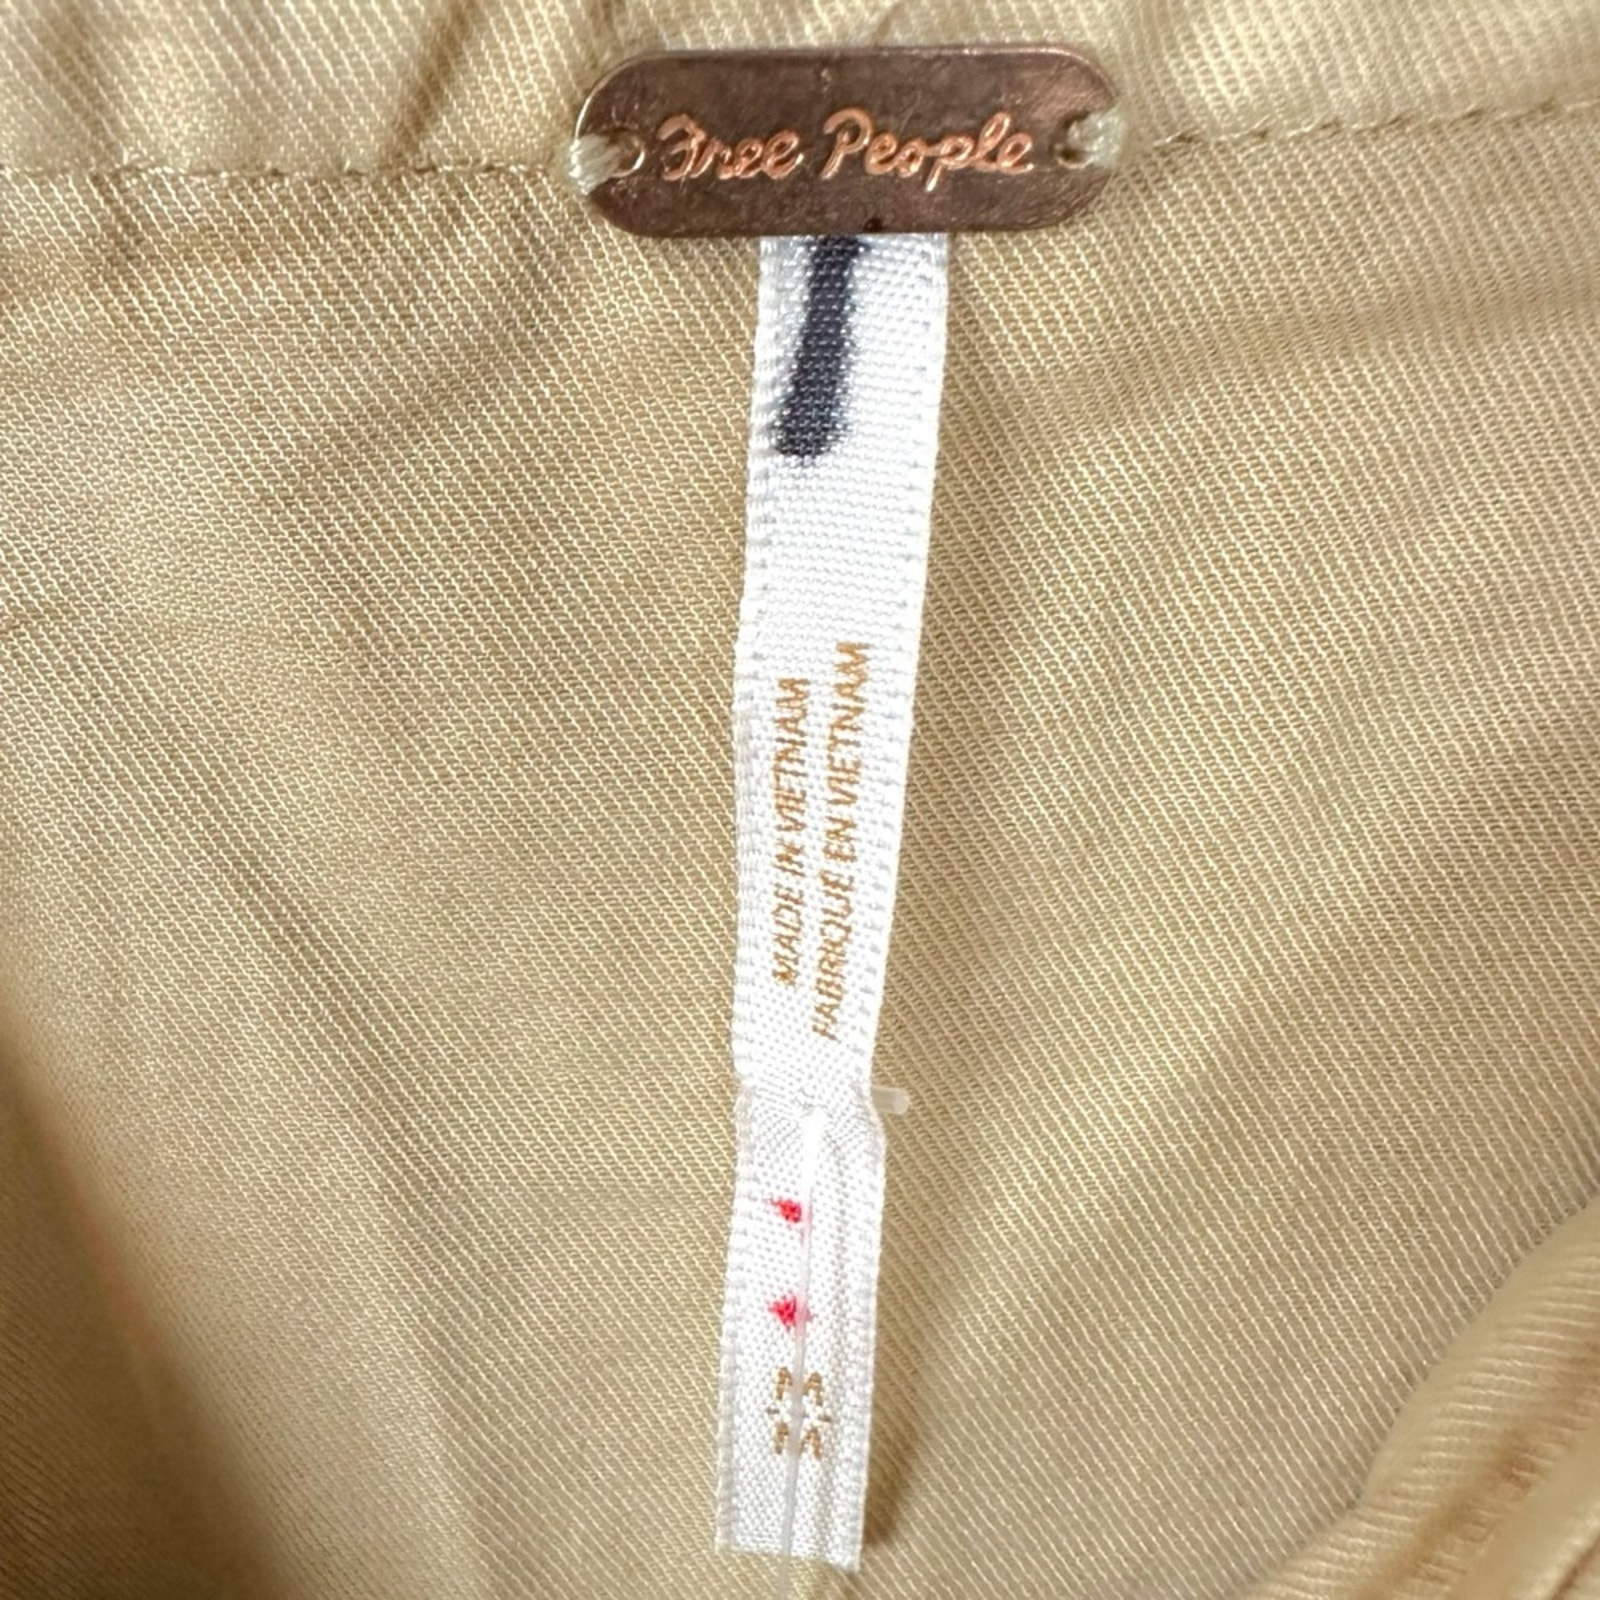 Free People
MADE IN VIETNAM
FABRIQUÉ EN VIETNAM
M
M